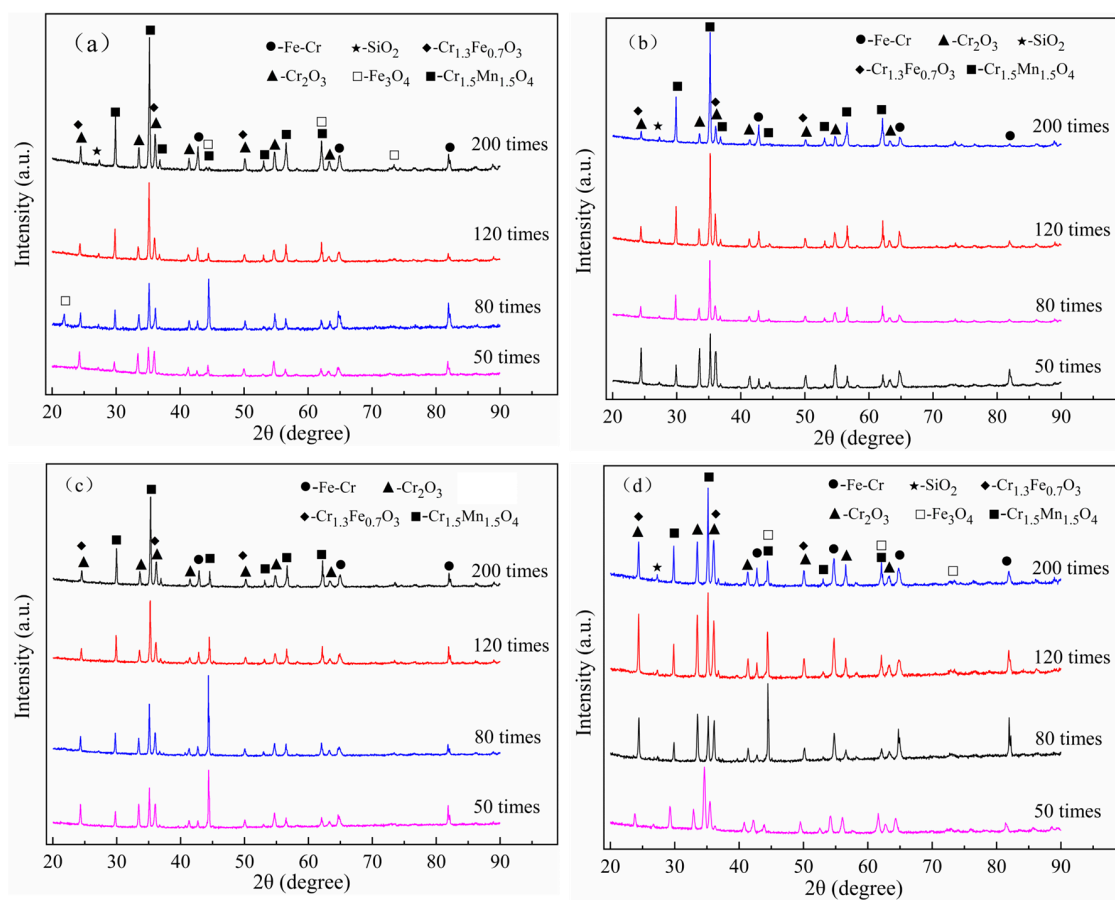 (a)
-Fe-Cr -SiO2 -Cr1.3Fe0.7O3
-Cr2O3 -Fe3O4 -Cr1.5Mn1.5O4
200 times
120 times
80 times
50 times
Intensity (a.u.)
20 30 40 50 60 70 80 90
2θ (degree)
(b)
-Fe-Cr -Cr2O3 -SiO2
-Cr1.3Fe0.7O3 -Cr1.5Mn1.5O4
200 times
120 times
80 times
50 times
Intensity (a.u.)
20 30 40 50 60 70 80 90
2θ (degree)
(c)
-Fe-Cr -Cr2O3
-Cr1.3Fe0.7O3 -Cr1.5Mn1.5O4
200 times
120 times
80 times
50 times
Intensity (a.u.)
20 30 40 50 60 70 80 90
2θ (degree)
(d)
-Fe-Cr -SiO2 -Cr1.3Fe0.7O3
-Cr2O3 -Fe3O4 -Cr1.5Mn1.5O4
200 times
120 times
80 times
50 times
Intensity (a.u.)
20 30 40 50 60 70 80 90
2θ (degree)